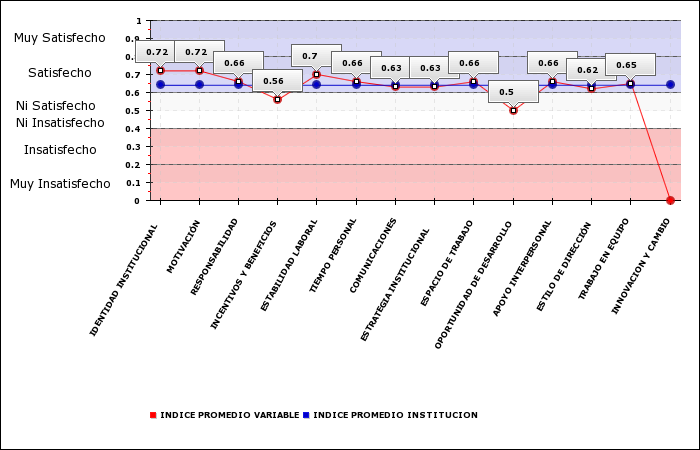 Muy Satisfecho
Satisfecho
Ni Satisfecho
Ni Insatisfecho
Insatisfecho
Muy Insatisfecho
1
0.9
0.7
0.6
0.5
0.4
0.3
0.2
0.1
0
0.72
0.72
0.66
0.56
0.7
0.66
0.63
0.63
0.66
0.5
0.66
0.62
0.65
IDENTIDAD INSTITUCIONAL
MOTIVACIÓN
RESPONSABILIDAD
INCENTIVOS Y BENEFICIOS
ESTABILIDAD LABORAL
TIEMPO PERSONAL
COMUNICACIONES
ESTRATEGIA INSTITUCIONAL
ESPACIO DE TRABAJO
OPORTUNIDAD DE DESARROLLO
APOYO INTERPERSONAL
ESTILO DE DIRECCIÓN
TRABAJO EN EQUIPO
INNOVACION Y CAMBIO
INDICE PROMEDIO VARIABLE
INDICE PROMEDIO INSTITUCION